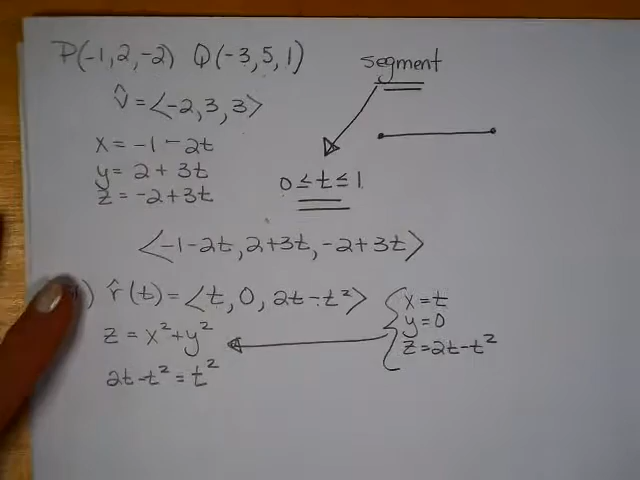 P(-1,2,-2) Q(-3,5,1)
segment
v̂ = <-2,3,3>
x = -1 - 2t
y = 2 + 3t
z = -2 + 3t
0 ≤ t ≤ 1
<-1-2t, 2+3t, -2+3t>
) r̂(t) = <t, 0, 2t-t²>
x = t
y = 0
z = 2t-t²
z = x² + y²
2t-t² = t²